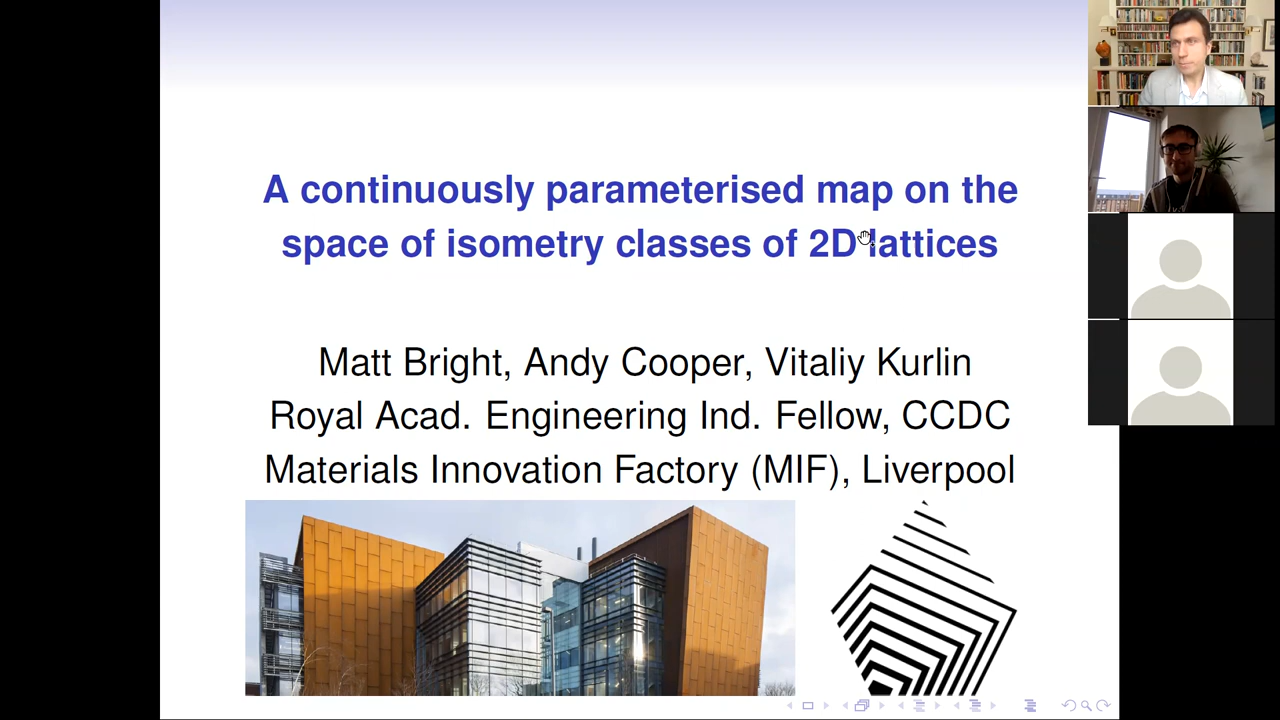 A continuously parameterised map on the
space of isometry classes of 2D lattices
Matt Bright, Andy Cooper, Vitaliy Kurlin
Royal Acad. Engineering Ind. Fellow, CCDC
Materials Innovation Factory (MIF), Liverpool